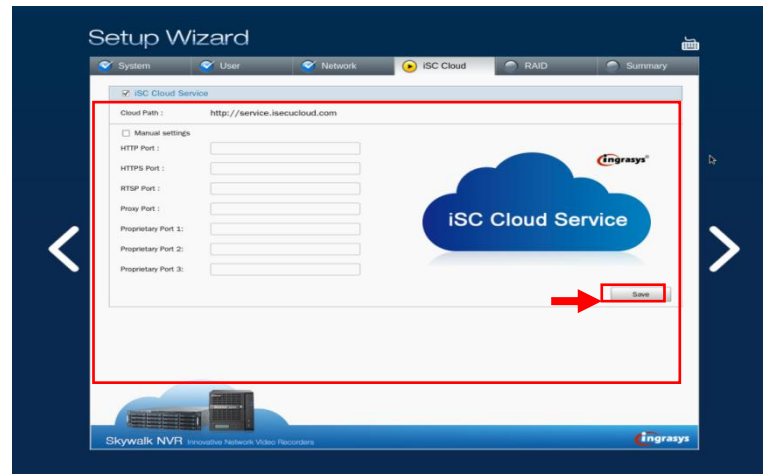 Setup Wizard
System User Network iSC Cloud RAID Summary
iSC Cloud Service
Cloud Path : http://service.isecucloud.com
Manual settings
HTTP Port :
HTTPS Port :
RTSP Port :
Proxy Port :
Proprietary Port 1:
Proprietary Port 2:
Proprietary Port 3:
ingrasys®
iSC Cloud Service
Save
Skywalk NVR Innovative Network Video Recorders
ingrasys